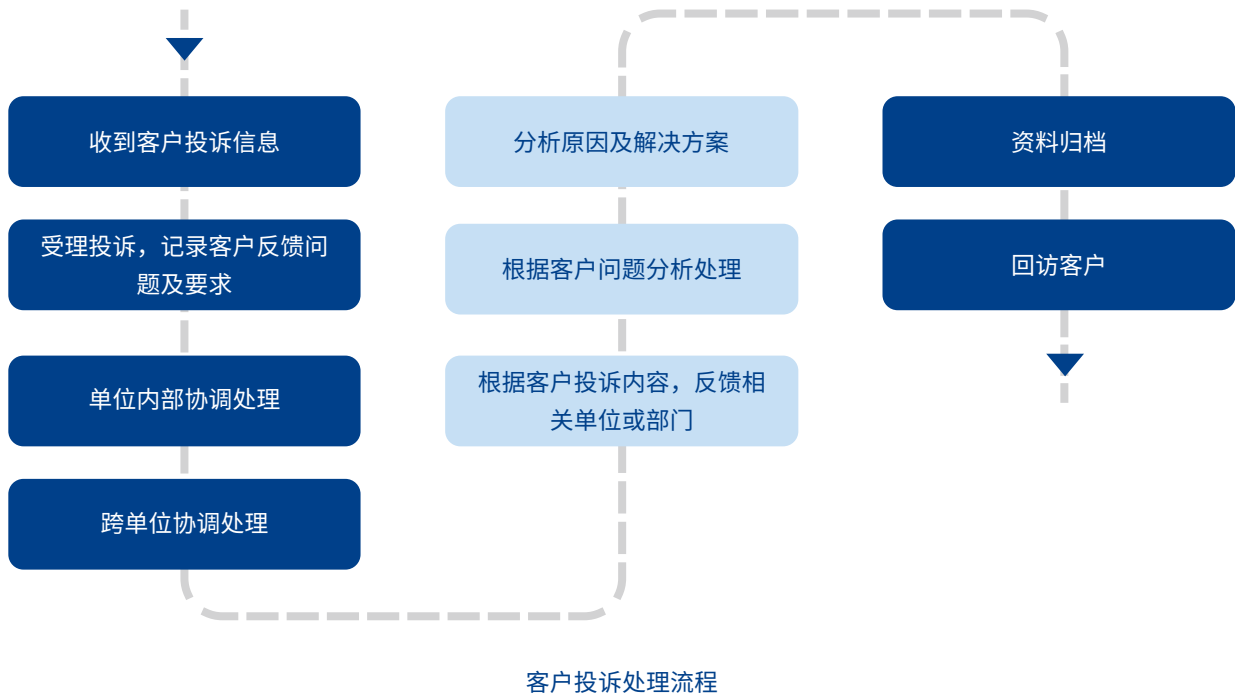 收到客户投诉信息
受理投诉，记录客户反馈问
题及要求
单位内部协调处理
跨单位协调处理
分析原因及解决方案
根据客户问题分析处理
根据客户投诉内容，反馈相
关单位或部门
资料归档
回访客户
客户投诉处理流程